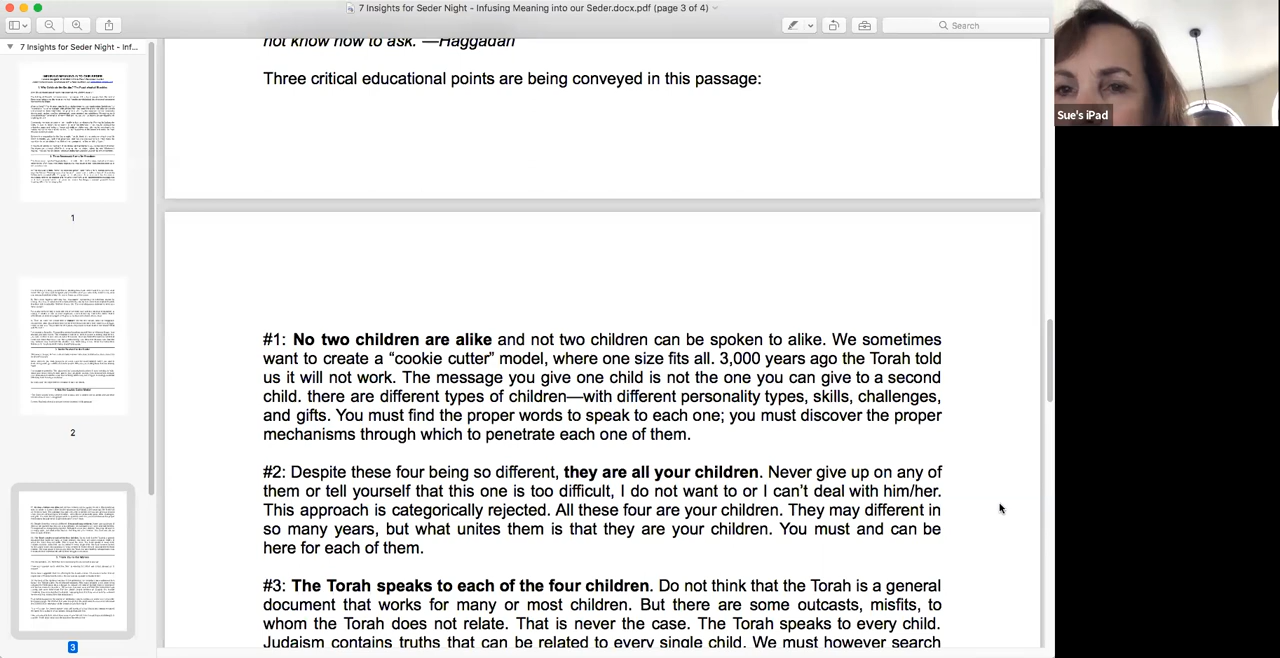 7 Insights for Seder Night - Infusing Meaning into our Seder.docx.pdf (page 3 of 4)
Search
7 Insights for Seder Night - Inf...
1
2
3
not know how to ask. —Haggadah
Three critical educational points are being conveyed in this passage:
#1: No two children are alike and not two children can be spoken to alike. We sometimes
want to create a “cookie cutter” model, where one size fits all. 3,000 years ago the Torah told
us it will not work. The message you give one child is not the one you can give to a second
child. there are different types of children—with different personality types, skills, challenges,
and gifts. You must find the proper words to speak to each one; you must discover the proper
mechanisms through which to penetrate each one of them.
#2: Despite these four being so different, they are all your children. Never give up on any of
them or tell yourself that this one is too difficult, I do not want to or I can’t deal with him/her.
This approach is categorically rejected. All these four are your children. They may different in
so many years, but what unites them is that they are your children. You must and can be
here for each of them.
#3: The Torah speaks to each of the four children. Do not think that the Torah is a general
document that works for many or most children. But there are some outcasts, misfits, to
whom the Torah does not relate. That is never the case. The Torah speaks to every child.
Judaism contains truths that can be related to every single child. We must however search
Sue's iPad